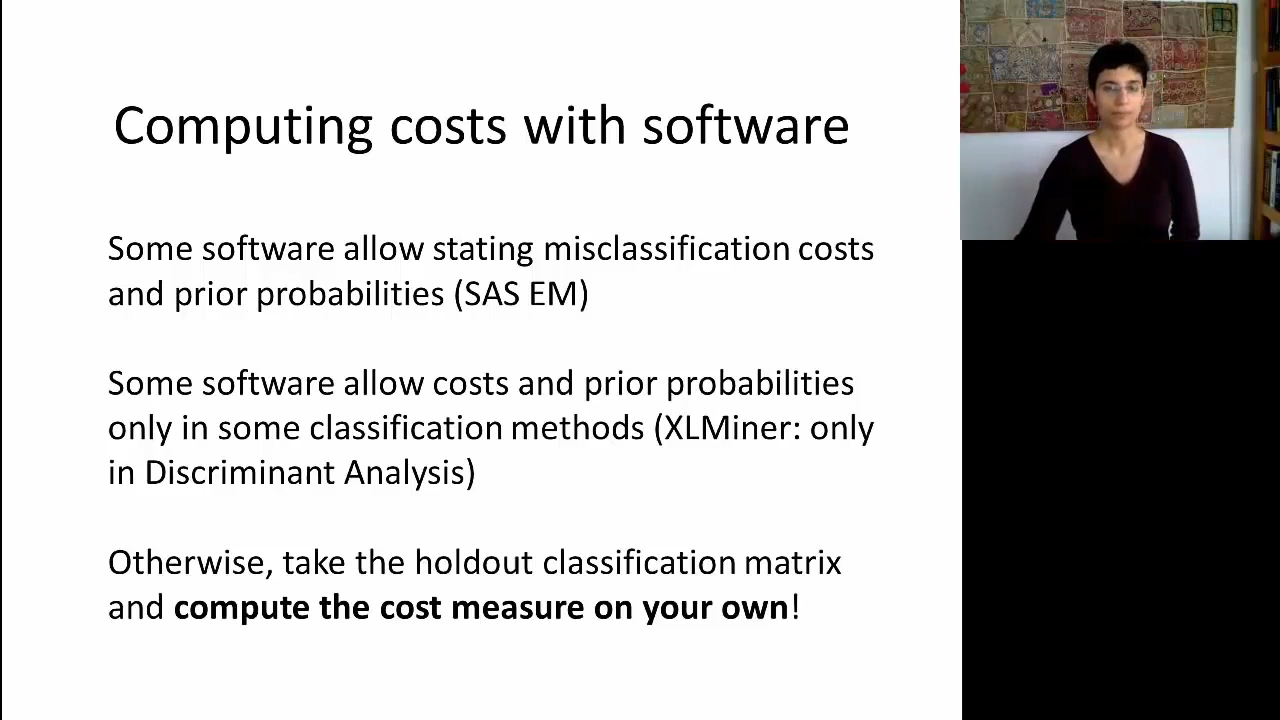 Computing costs with software
Some software allow stating misclassification costs
and prior probabilities (SAS EM)
Some software allow costs and prior probabilities
only in some classification methods (XLMiner: only
in Discriminant Analysis)
Otherwise, take the holdout classification matrix
and compute the cost measure on your own!